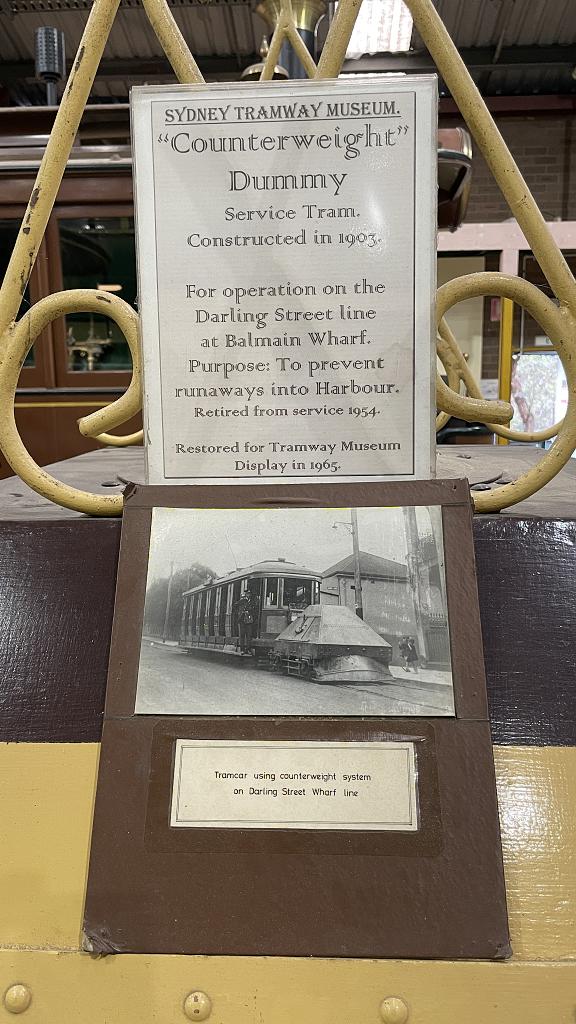 SYDNEY TRAMWAY MUSEUM.
“Counterweight”
Dummy
Service Tram.
Constructed in 1903.
For operation on the
Darling Street line
at Balmain Wharf.
Purpose: To prevent
runaways into Harbour.
Retired from service 1954.
Restored for Tramway Museum
Display in 1965.
Tramcar using counterweight system
on Darling Street Wharf line